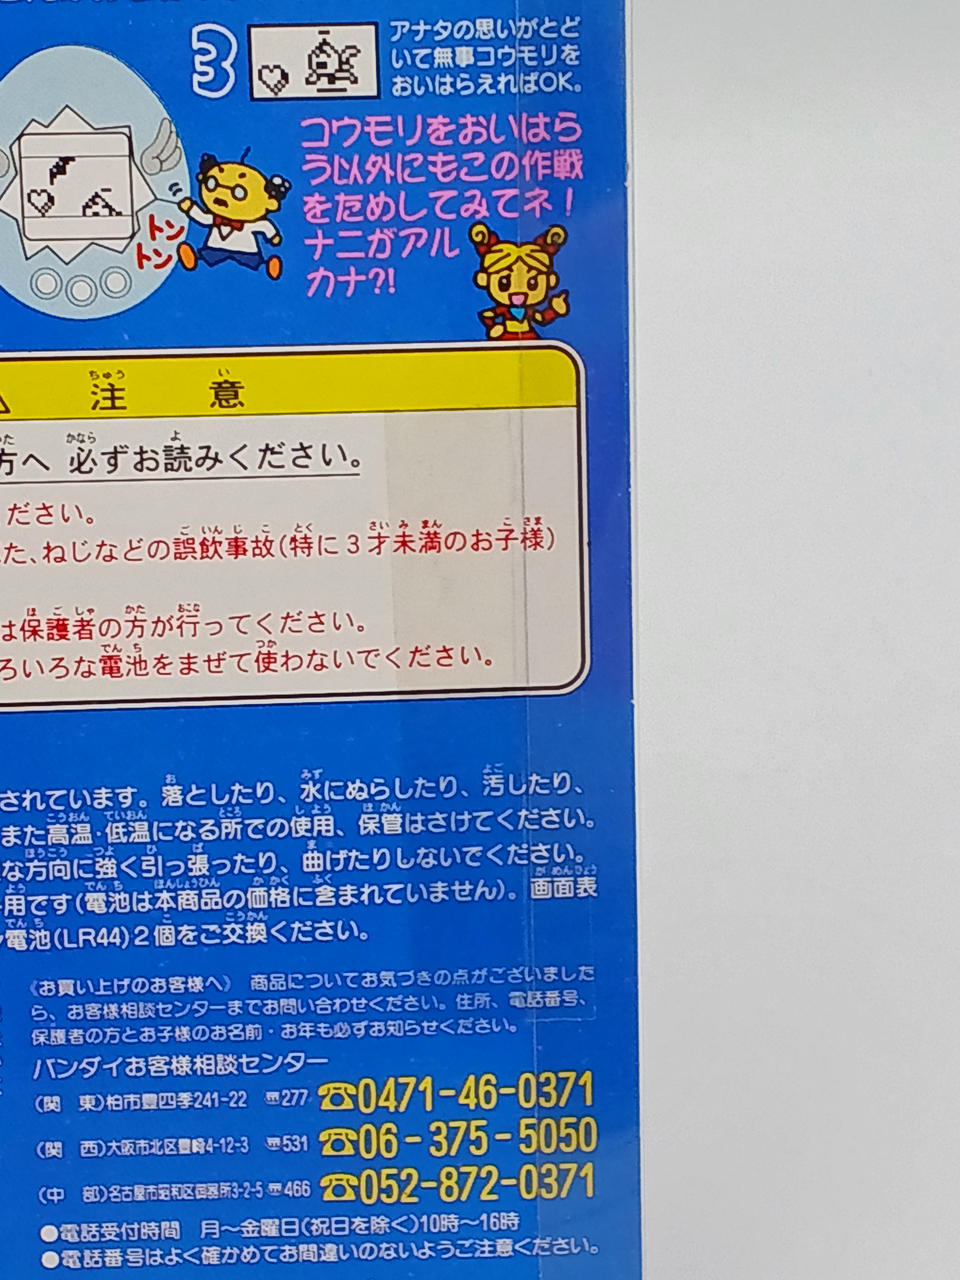 3
アナタの思いがとど
いて無事コウモリを
おいはらえればOK。
コウモリをおいはら
う以外にもこの作戦
をためしてみてネ!
ナニがアル
カナ?!
トン
トン
注意
方へ 必ずお読みください。
ださい。
た、ねじなどの誤飲事故(特に3才未満のお子様)
は保護者の方が行ってください。
ろいろな電池をまぜて使わないでください。
されています。落としたり、水にぬらしたり、汚したり、
また高温・低温になる所での使用、保管はさけてください。
な方向に強く引っ張ったり、曲げたりしないでください。
用です(電池は本商品の価格に含まれていません)。画面表
電池(LR44)2個をご交換ください。
《お買い上げのお客様へ》 商品についてお気づきの点がございました
ら、お客様相談センターまでお問い合わせください。住所、電話番号、
保護者の方とお子様のお名前・お年も必ずお知らせください。
バンダイお客様相談センター
(関 東)柏市豊四季241-22 〒277 ☎0471-46-0371
(関 西)大阪市北区豊崎4-12-3 〒531 ☎06-375-5050
(中 部)名古屋市昭和区御器所3-2-5 〒466 ☎052-872-0371
●電話受付時間 月〜金曜日(祝日を除く)10時〜16時
●電話番号はよく確かめてお間違いのないようご注意ください。